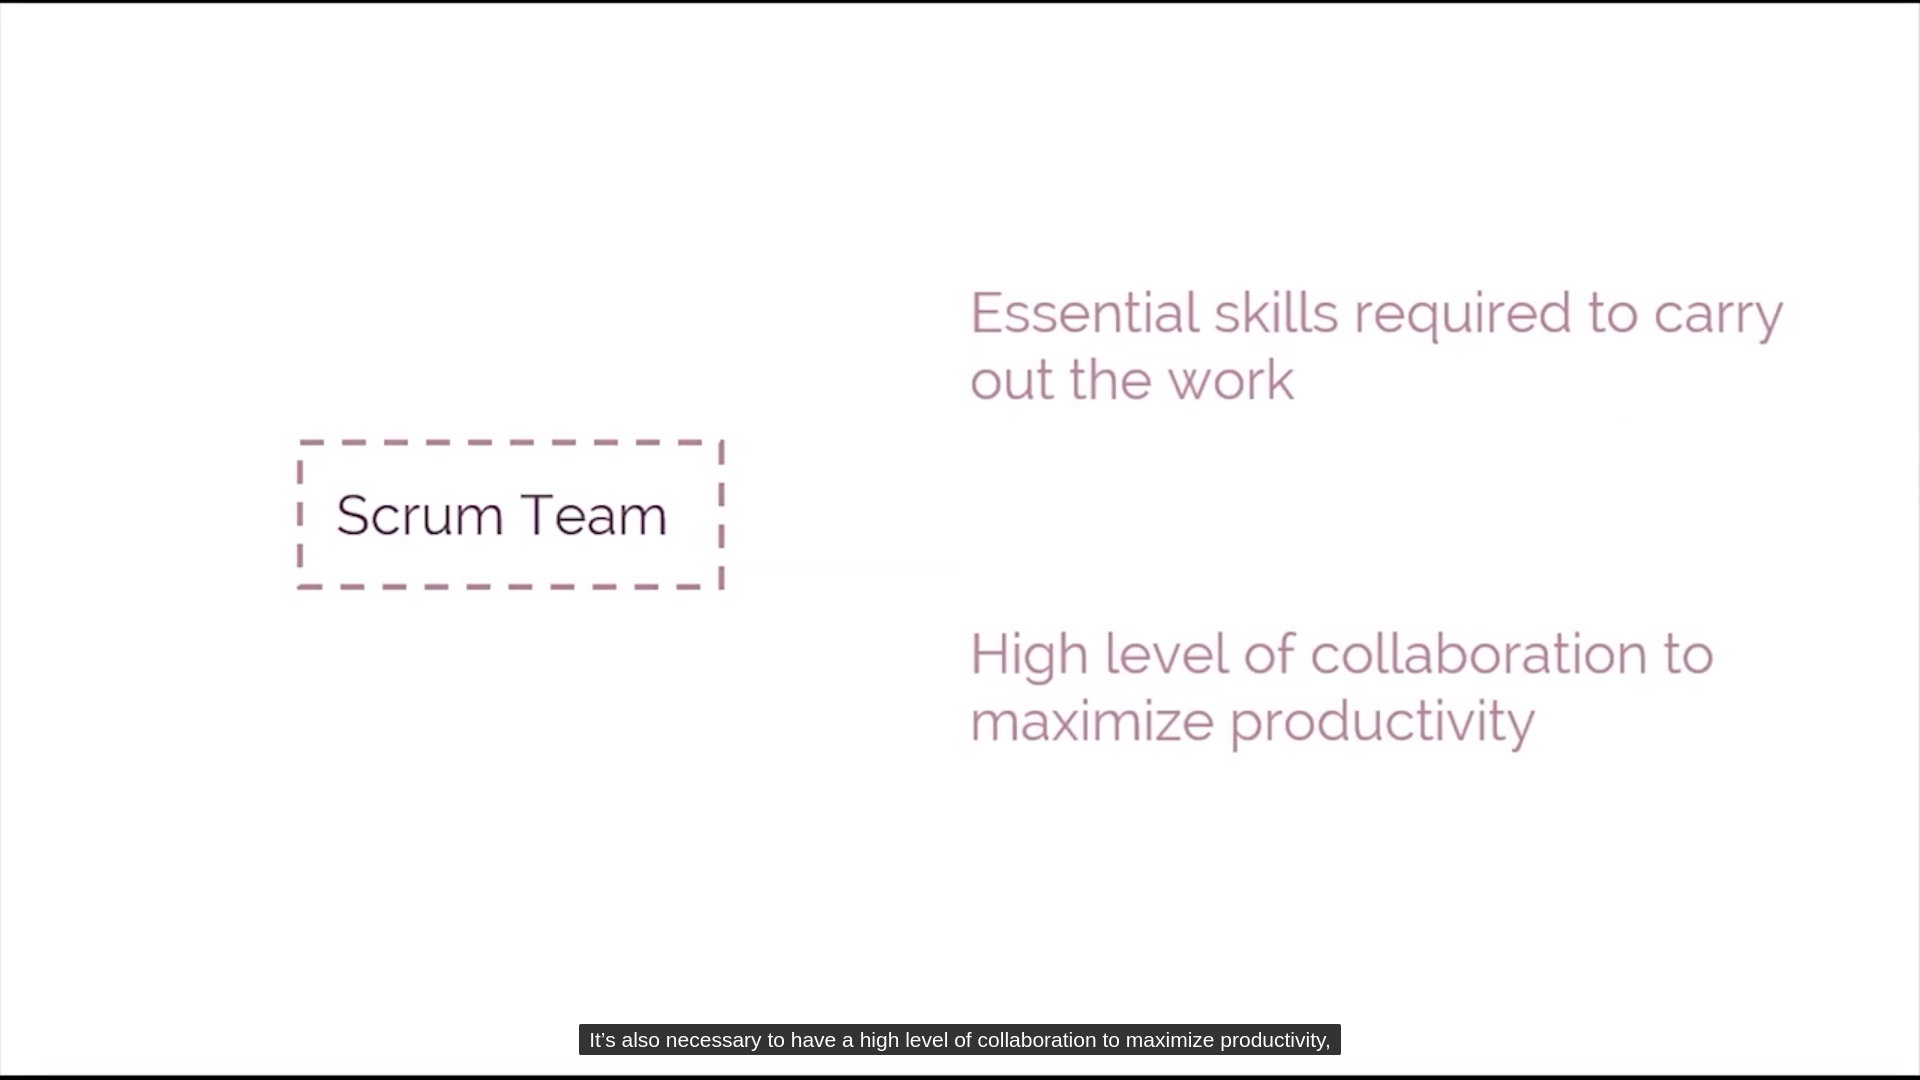 Essential skills required to carry
out the work
Scrum Team
High level of collaboration to
maximize productivity
It’s also necessary to have a high level of collaboration to maximize productivity,